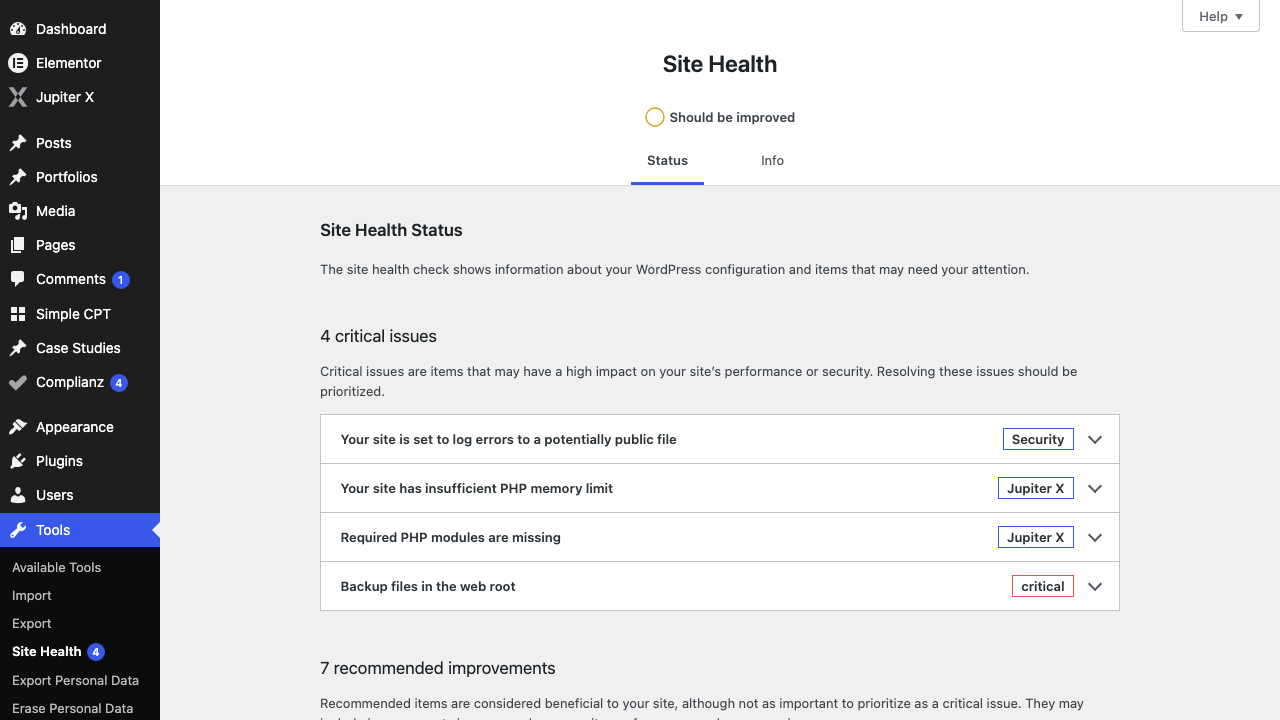 Dashboard
Elementor
Jupiter X
Posts
Portfolios
Media
Pages
Comments 1
Simple CPT
Case Studies
Complianz 4
Appearance
Plugins
Users
Tools
Available Tools
Import
Export
Site Health 4
Export Personal Data
Erase Personal Data
Help
Site Health
Should be improved
Status Info
Site Health Status
The site health check shows information about your WordPress configuration and items that may need your attention.
4 critical issues
Critical issues are items that may have a high impact on your site's performance or security. Resolving these issues should be
prioritized.
Your site is set to log errors to a potentially public file Security
Your site has insufficient PHP memory limit Jupiter X
Required PHP modules are missing Jupiter X
Backup files in the web root critical
7 recommended improvements
Recommended items are considered beneficial to your site, although not as important to prioritize as a critical issue. They may